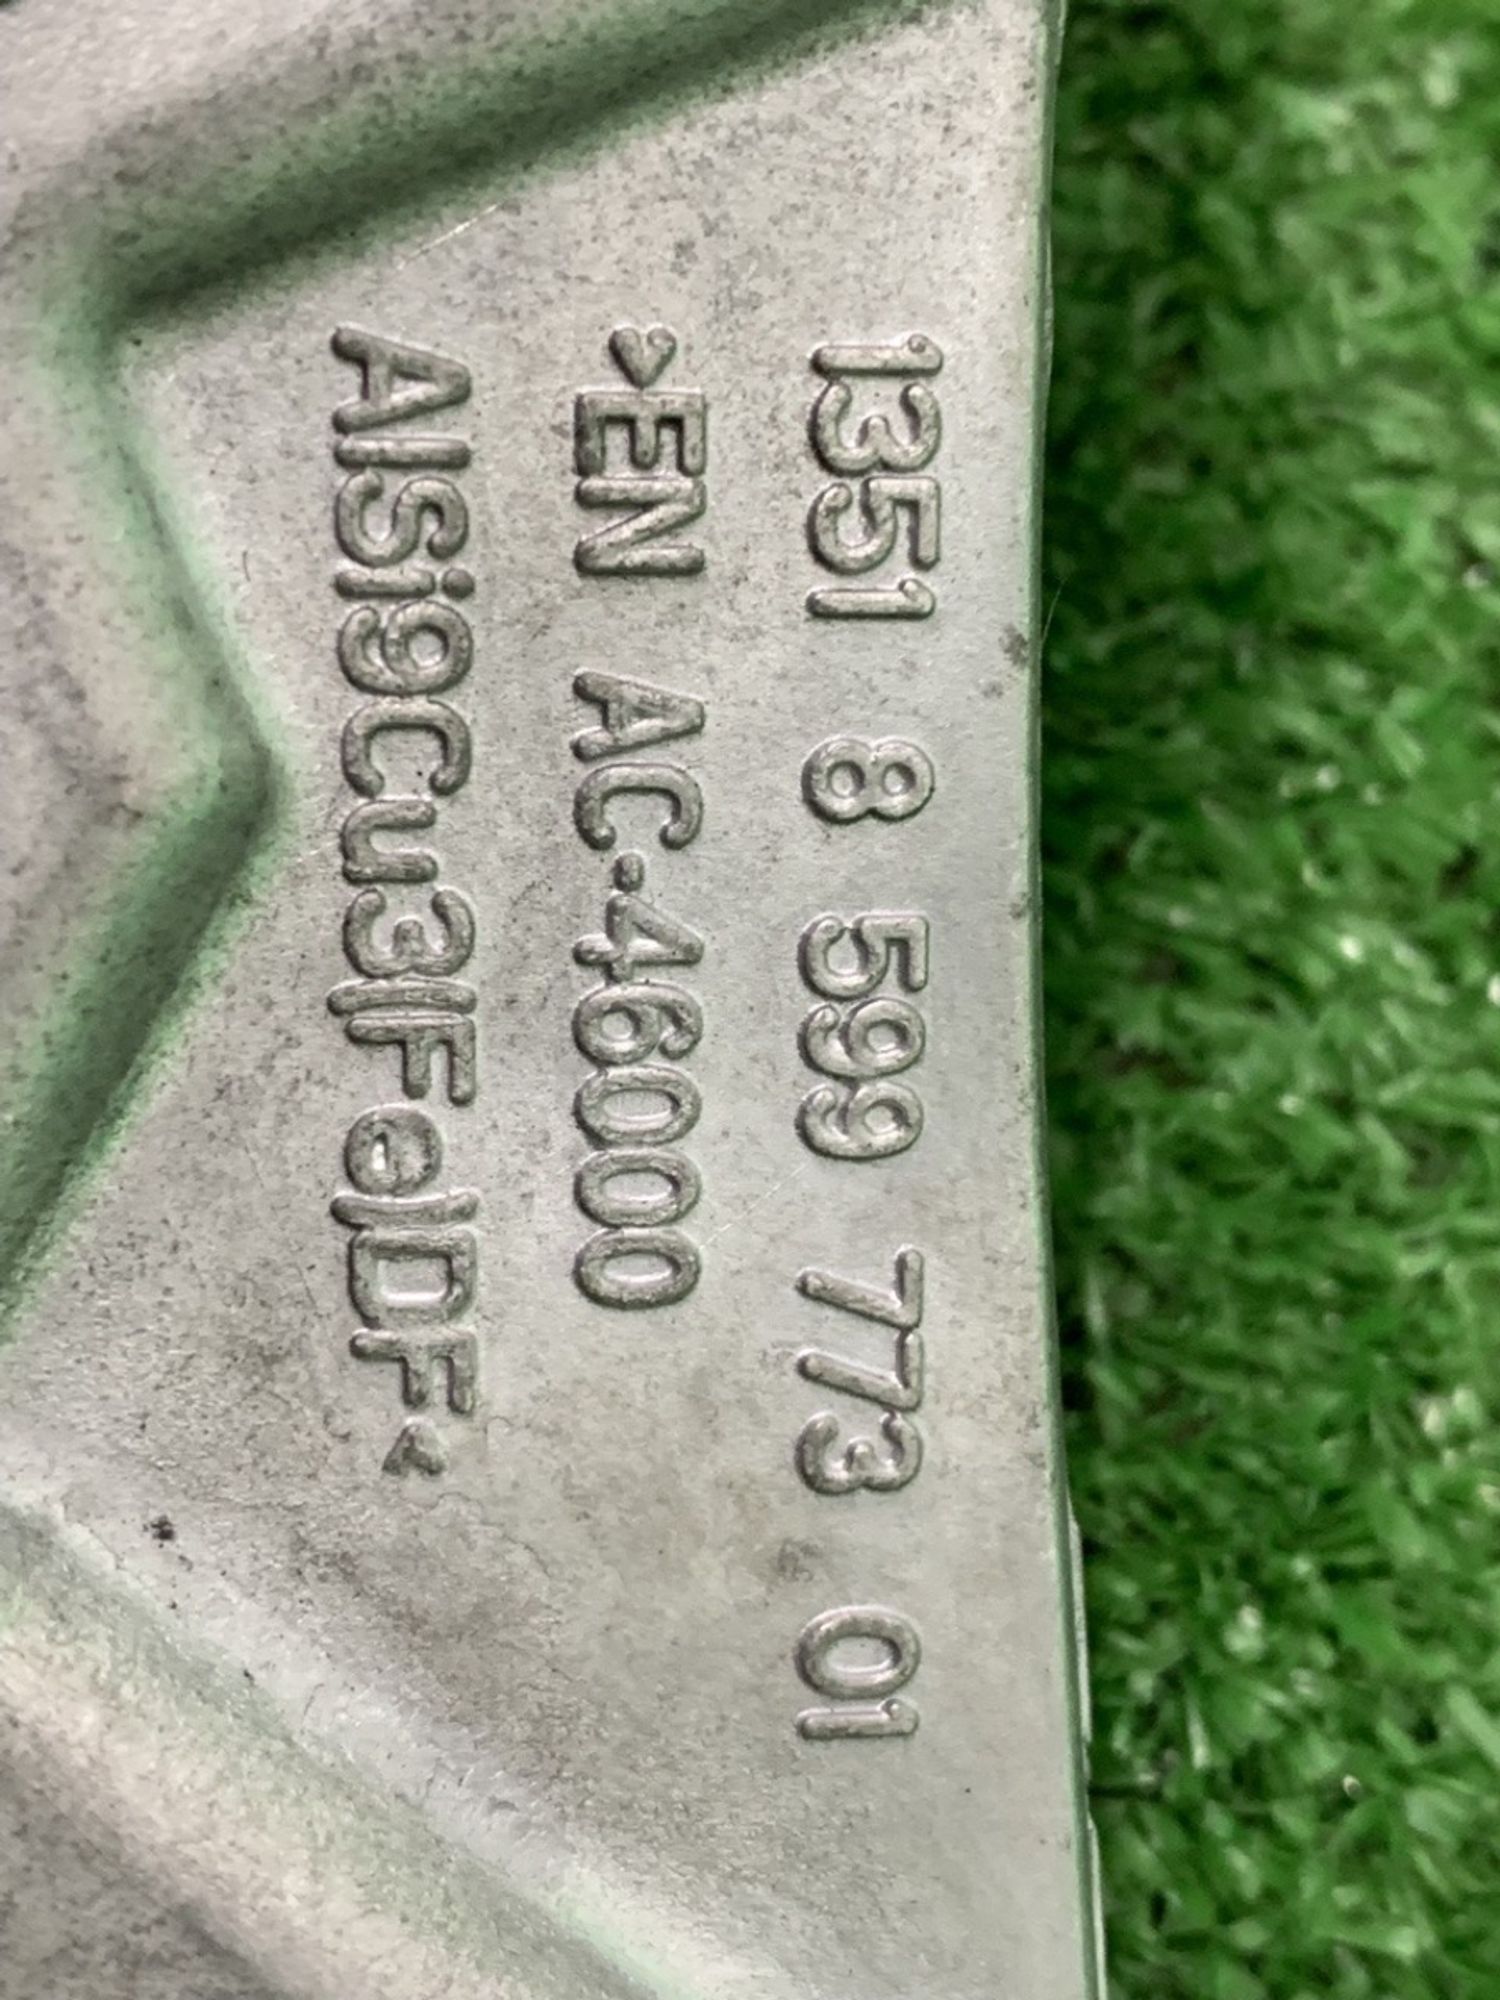 1351 8 599 773 01
>EN AC-46000
AlSi9Cu3(Fe)DF<